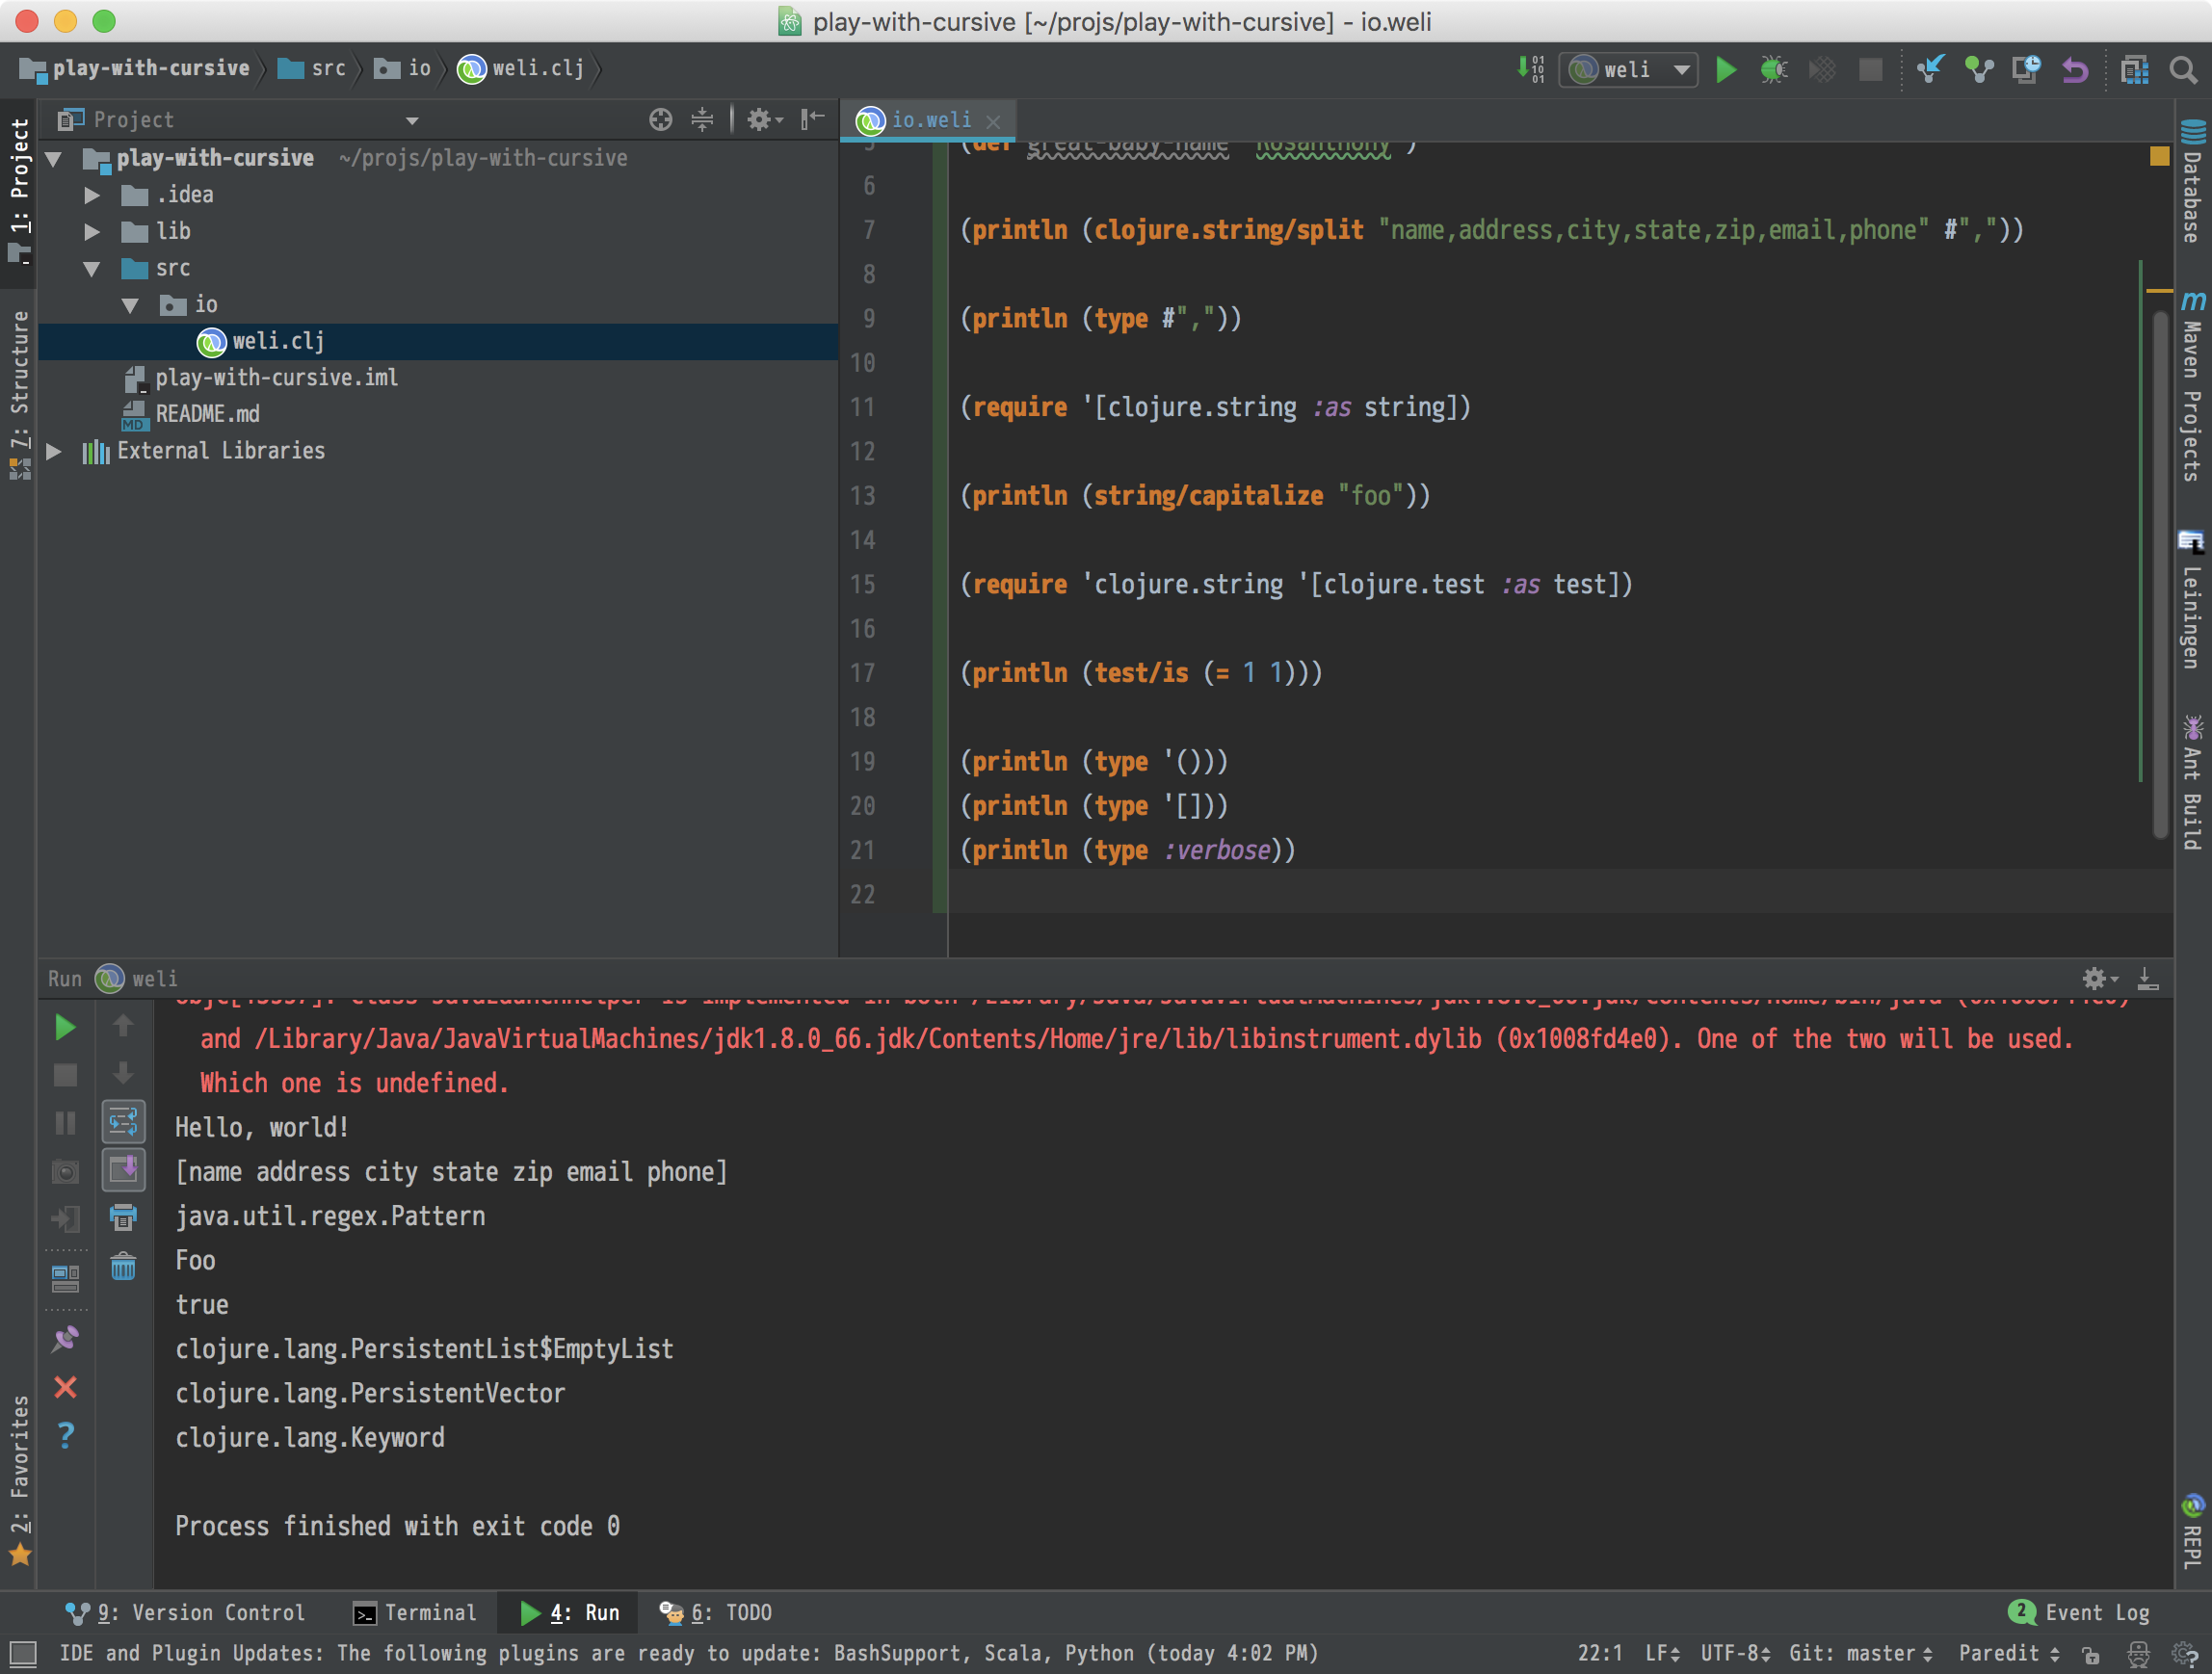 play-with-cursive [~/projs/play-with-cursive] - io.weli
play-with-cursive src io weli.clj
weli
Project
io.weli
1: Project
7: Structure
2: Favorites
play-with-cursive ~/projs/play-with-cursive
.idea
lib
src
io
weli.clj
play-with-cursive.iml
README.md
External Libraries
5 (def great-baby-name "Rosanthony")
6
7 (println (clojure.string/split "name,address,city,state,zip,email,phone" #","))
8
9 (println (type #","))
10
11 (require '[clojure.string :as string])
12
13 (println (string/capitalize "foo"))
14
15 (require 'clojure.string '[clojure.test :as test])
16
17 (println (test/is (= 1 1)))
18
19 (println (type '()))
20 (println (type '[]))
21 (println (type :verbose))
22
Database
Maven Projects
Leiningen
Ant Build
REPL
Run weli
and /Library/Java/JavaVirtualMachines/jdk1.8.0_66.jdk/Contents/Home/jre/lib/libinstrument.dylib (0x1008fd4e0). One of the two will be used.
Which one is undefined.
Hello, world!
[name address city state zip email phone]
java.util.regex.Pattern
Foo
true
clojure.lang.PersistentList$EmptyList
clojure.lang.PersistentVector
clojure.lang.Keyword
Process finished with exit code 0
9: Version Control Terminal 4: Run 6: TODO 2 Event Log
IDE and Plugin Updates: The following plugins are ready to update: BashSupport, Scala, Python (today 4:02 PM) 22:1 LF UTF-8 Git: master Paredit